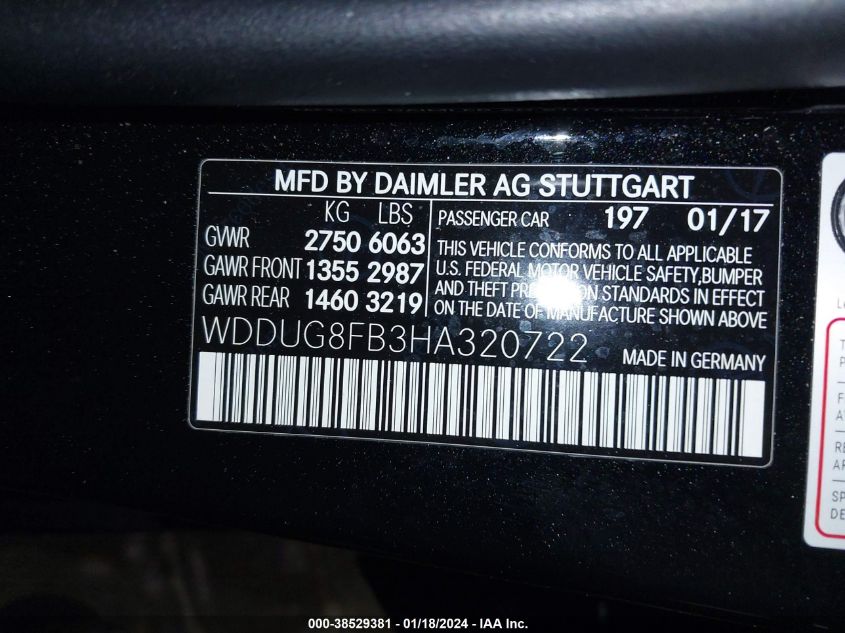 MFD BY DAIMLER AG STUTTGART
KG LBS
GVWR 2750 6063
GAWR FRONT 1355 2987
GAWR REAR 1460 3219
PASSENGER CAR 197 01/17
THIS VEHICLE CONFORMS TO ALL APPLICABLE
U.S. FEDERAL MOTOR VEHICLE SAFETY, BUMPER
AND THEFT PREVENTION STANDARDS IN EFFECT
ON THE DATE OF MANUFACTURE SHOWN ABOVE
WDDUG8FB3HA320722 MADE IN GERMANY
000-38529381 - 01/18/2024 - IAA Inc.